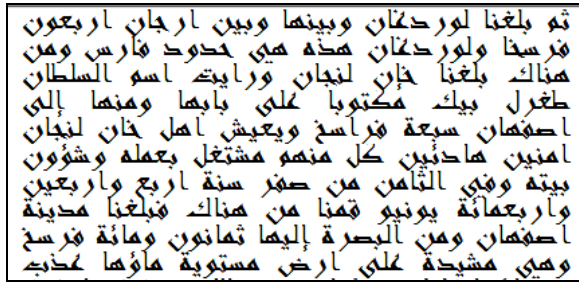 ثم بلغنا لوردغان وبينها وبين ارجان اربعون
فرسخا ولوردغان هذه هي حدود فارس ومن
هناك بلغنا خان لنجان ورايت اسم السلطان
طغرل بيك مكتوبا على بابها ومنها إلى
اصفهان سبعة فراسخ ويعيش اهل خان لنجان
امنين هادئين كل منهم مشتغل بعمله وشؤون
بيته وفي الثامن من صفر سنة اربع واربعين
واربعمائة يونيو قمنا من هناك فبلغنا مدينة
اصفهان ومن البصرة إليها ثمانون ومائة فرسخ
وهي مشيدة على ارض مستوية ماؤها عذب